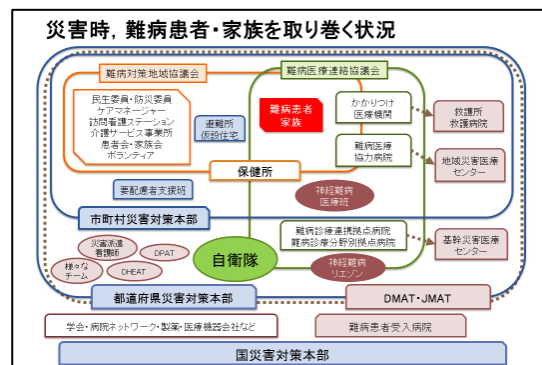 災害時，難病患者・家族を取り巻く状況
難病対策地域協議会
難病医療連絡協議会
民生委員・防災委員
ケアマネージャー
訪問看護ステーション
介護サービス事業所
患者会・家族会
ボランティア
避難所
仮設住宅
難病患者
家族
かかりつけ
医療機関
救護所
救護病院
難病医療
協力病院
地域災害医療
センター
保健所
要配慮者支援班
神経難病
医療班
市町村災害対策本部
難病診療連携拠点病院
難病診療分野別拠点病院
基幹災害医療
センター
災害派遣
看護師
DPAT
様々な
チーム
DHEAT
自衛隊
神経難病
リエゾン
都道府県災害対策本部
DMAT・JMAT
学会・病院ネットワーク・製薬・医療機器会社など
難病患者受入病院
国災害対策本部